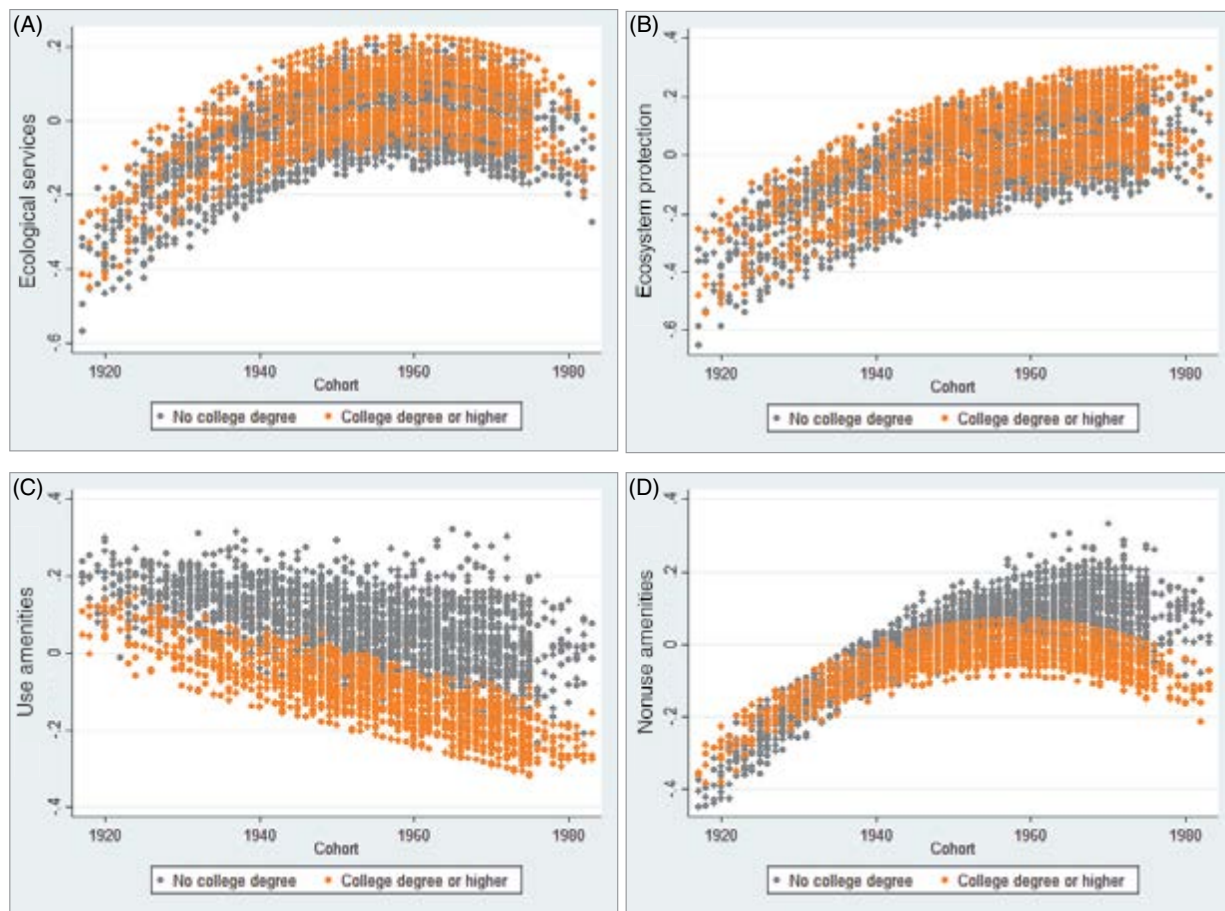 (A)
Ecological services
.2
0
-.2
-.4
-.6
1920 1940 1960 1980
Cohort
No college degree College degree or higher
(B)
Ecosystem protection
.4
.2
0
-.2
-.4
-.6
1920 1940 1960 1980
Cohort
No college degree College degree or higher
(C)
Use amenities
.4
.2
0
-.2
-.4
1920 1940 1960 1980
Cohort
No college degree College degree or higher
(D)
Nonuse amenities
.4
.2
0
-.2
-.4
1920 1940 1960 1980
Cohort
No college degree College degree or higher